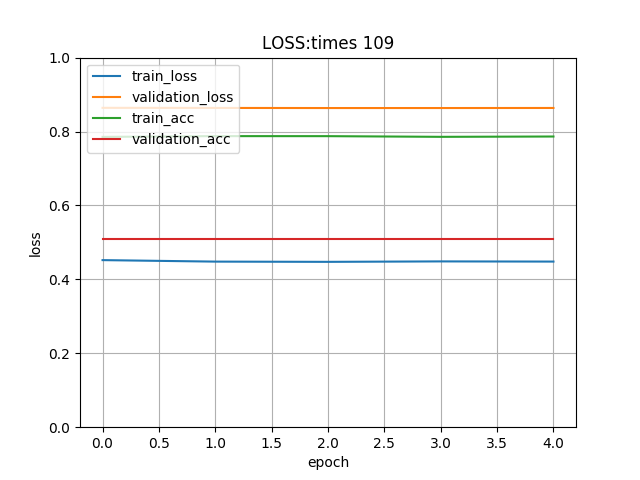 LOSS:times 109
1.0
0.8
0.6
0.4
0.2
0.0
loss
train_loss
validation_loss
train_acc
validation_acc
0.0 0.5 1.0 1.5 2.0 2.5 3.0 3.5 4.0
epoch